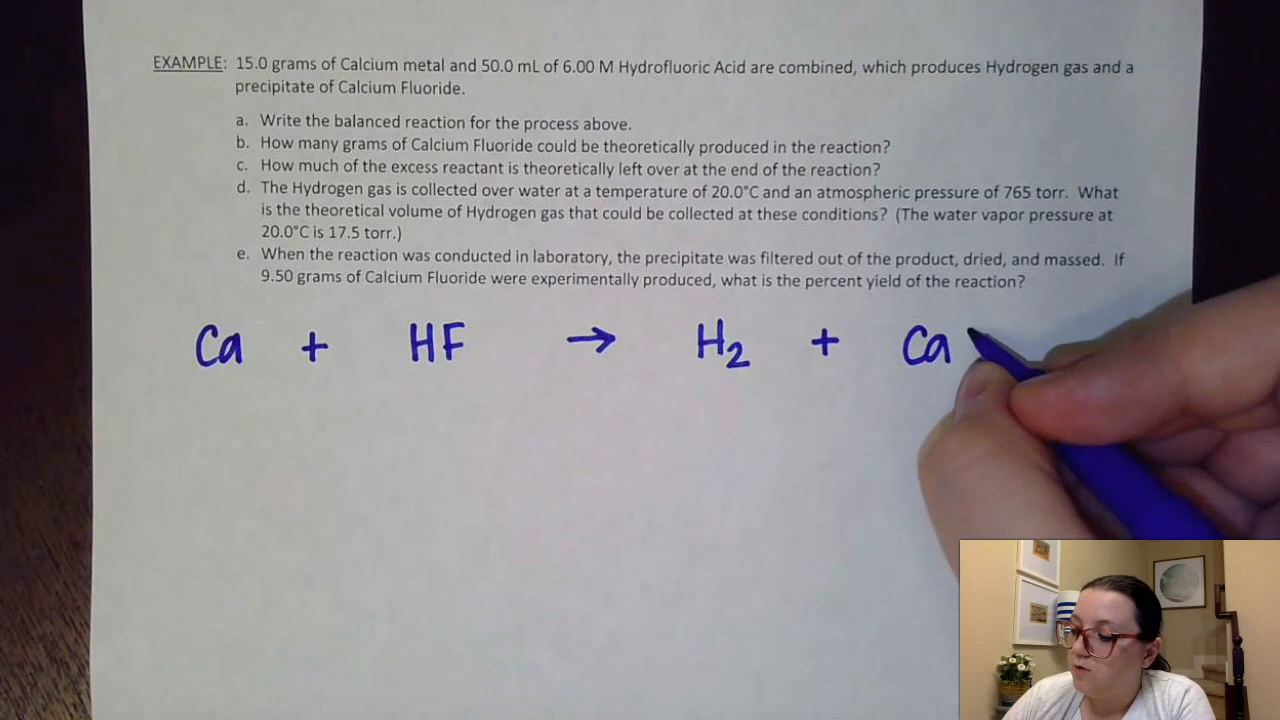 EXAMPLE: 15.0 grams of Calcium metal and 50.0 mL of 6.00 M Hydrofluoric Acid are combined, which produces Hydrogen gas and a
precipitate of Calcium Fluoride.
a. Write the balanced reaction for the process above.
b. How many grams of Calcium Fluoride could be theoretically produced in the reaction?
c. How much of the excess reactant is theoretically left over at the end of the reaction?
d. The Hydrogen gas is collected over water at a temperature of 20.0°C and an atmospheric pressure of 765 torr. What
is the theoretical volume of Hydrogen gas that could be collected at these conditions? (The water vapor pressure at
20.0°C is 17.5 torr.)
e. When the reaction was conducted in laboratory, the precipitate was filtered out of the product, dried, and massed. If
9.50 grams of Calcium Fluoride were experimentally produced, what is the percent yield of the reaction?
Ca + HF → H₂ + Ca